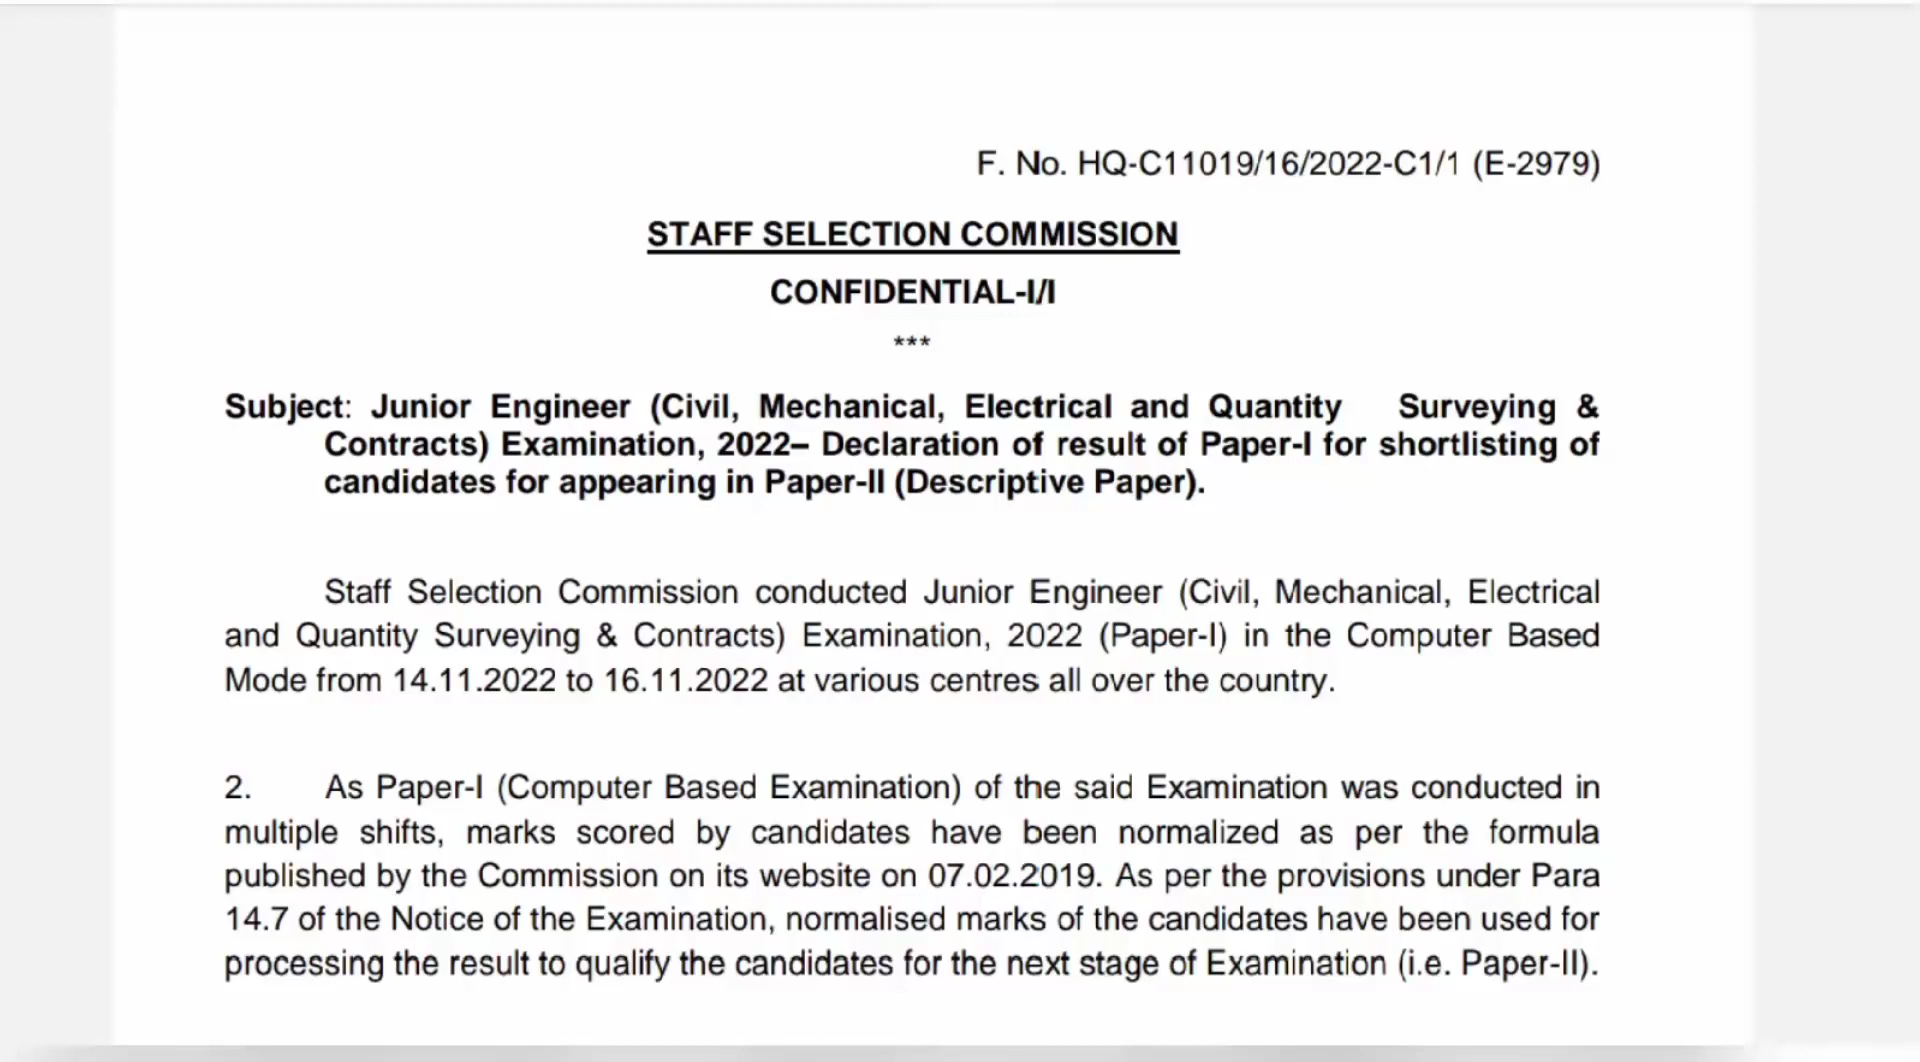 F. No. HQ-C11019/16/2022-C1/1 (E-2979)
STAFF SELECTION COMMISSION
CONFIDENTIAL-I/I
***
Subject: Junior Engineer (Civil, Mechanical, Electrical and Quantity Surveying &
Contracts) Examination, 2022– Declaration of result of Paper-I for shortlisting of
candidates for appearing in Paper-II (Descriptive Paper).
Staff Selection Commission conducted Junior Engineer (Civil, Mechanical, Electrical
and Quantity Surveying & Contracts) Examination, 2022 (Paper-I) in the Computer Based
Mode from 14.11.2022 to 16.11.2022 at various centres all over the country.
2. As Paper-I (Computer Based Examination) of the said Examination was conducted in
multiple shifts, marks scored by candidates have been normalized as per the formula
published by the Commission on its website on 07.02.2019. As per the provisions under Para
14.7 of the Notice of the Examination, normalised marks of the candidates have been used for
processing the result to qualify the candidates for the next stage of Examination (i.e. Paper-II).